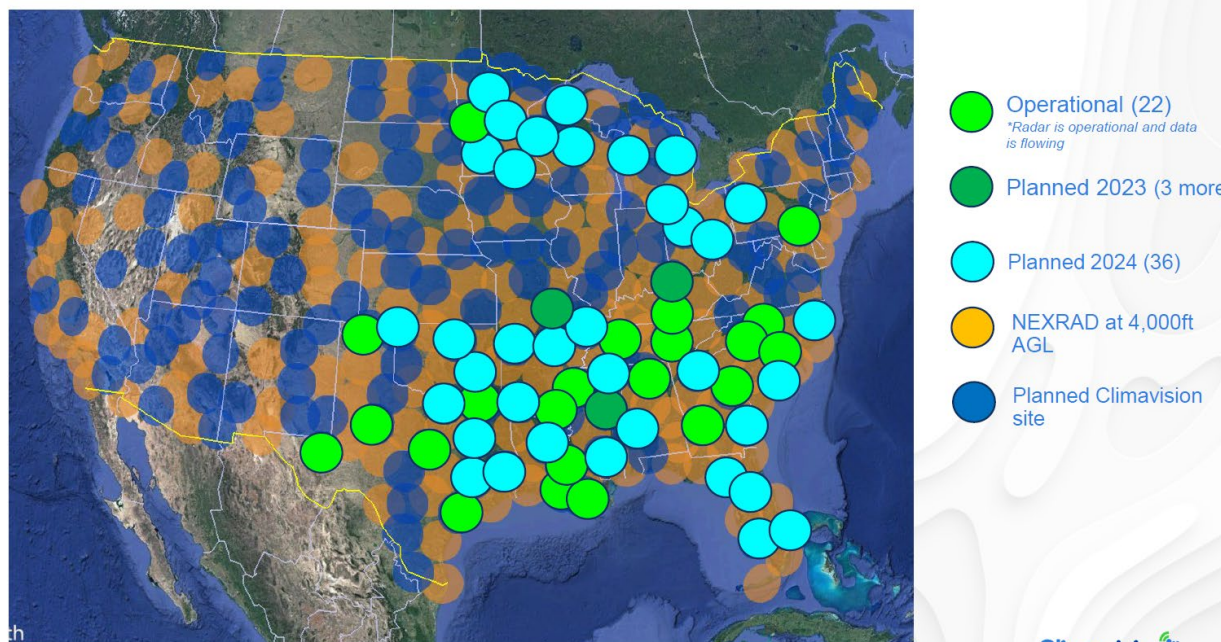 Operational (22)
*Radar is operational and data
is flowing
Planned 2023 (3 more
Planned 2024 (36)
NEXRAD at 4,000ft
AGL
Planned Climavision
site
th